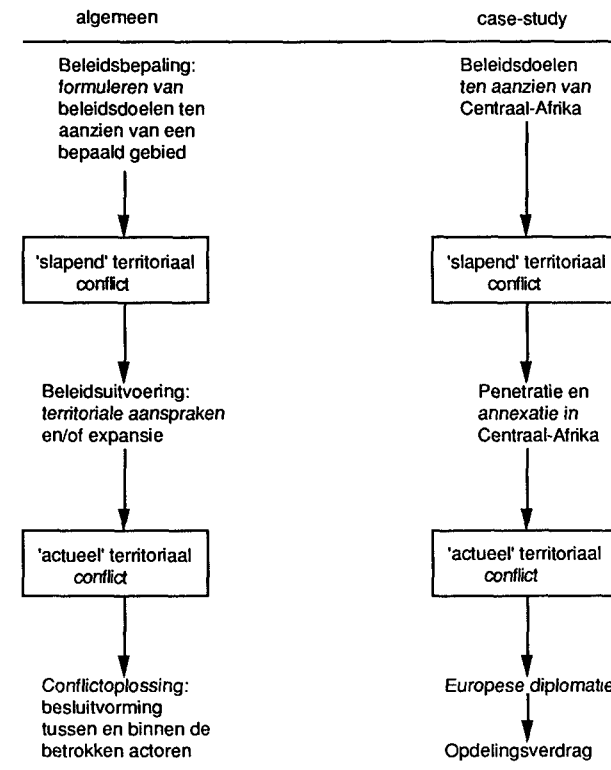 algemeen
case-study
Beleidsbepaling:
formuleren van
beleidsdoelen ten
aanzien van een
bepaald gebied
Beleidsdoelen
ten aanzien van
Centraal-Afrika
'slapend' territoriaal
conflict
'slapend' territoriaal
conflict
Beleidsuitvoering:
territoriale aanspraken
en/of expansie
Penetratie en
annexatie in
Centraal-Afrika
'actueel' territoriaal
conflict
'actueel' territoriaal
conflict
Conflictoplossing:
besluitvorming
tussen en binnen de
betrokken actoren
Europese diplomatie
Opdelingsverdrag